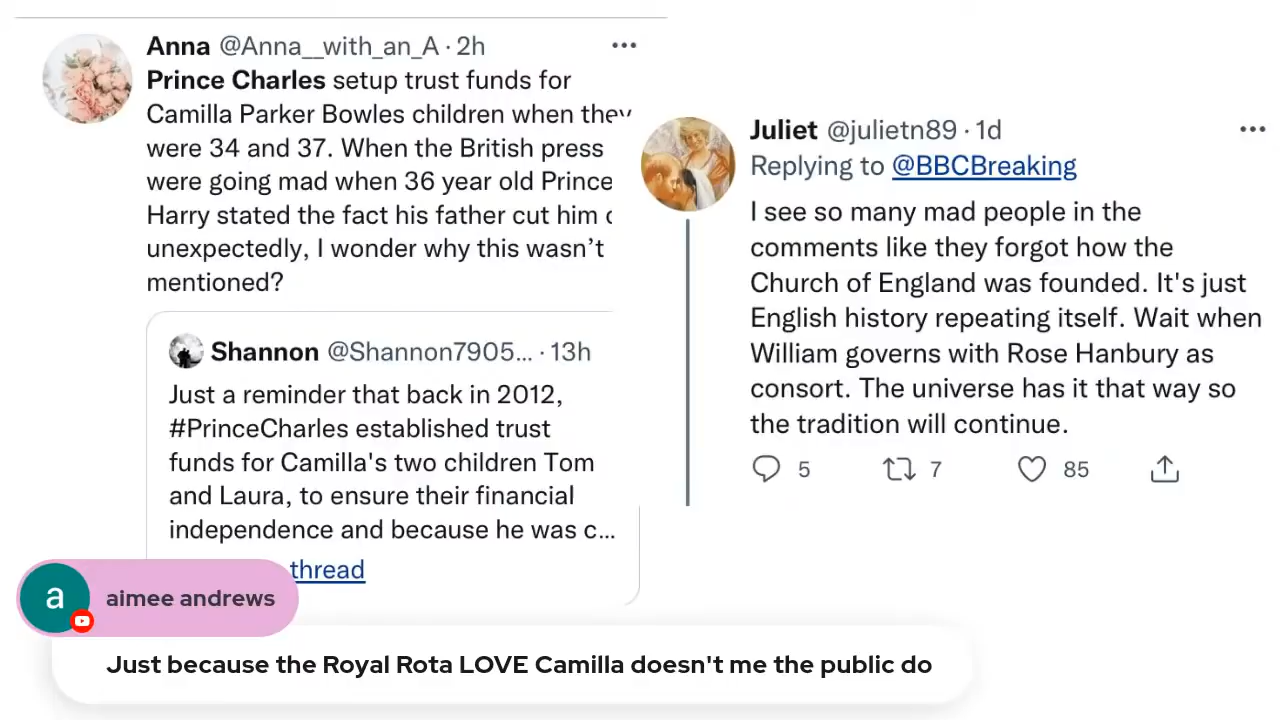 Anna @Anna__with_an_A · 2h
Prince Charles setup trust funds for
Camilla Parker Bowles children when they
were 34 and 37. When the British press
were going mad when 36 year old Prince
Harry stated the fact his father cut him
unexpectedly, I wonder why this wasn't
mentioned?
Shannon @Shannon7905... · 13h
Just a reminder that back in 2012,
#PrinceCharles established trust
funds for Camilla's two children Tom
and Laura, to ensure their financial
independence and because he was c...
thread
Juliet @julietn89 · 1d
Replying to @BBCBreaking
I see so many mad people in the
comments like they forgot how the
Church of England was founded. It's just
English history repeating itself. Wait when
William governs with Rose Hanbury as
consort. The universe has it that way so
the tradition will continue.
5 7 85
a
aimee andrews
Just because the Royal Rota LOVE Camilla doesn't me the public do